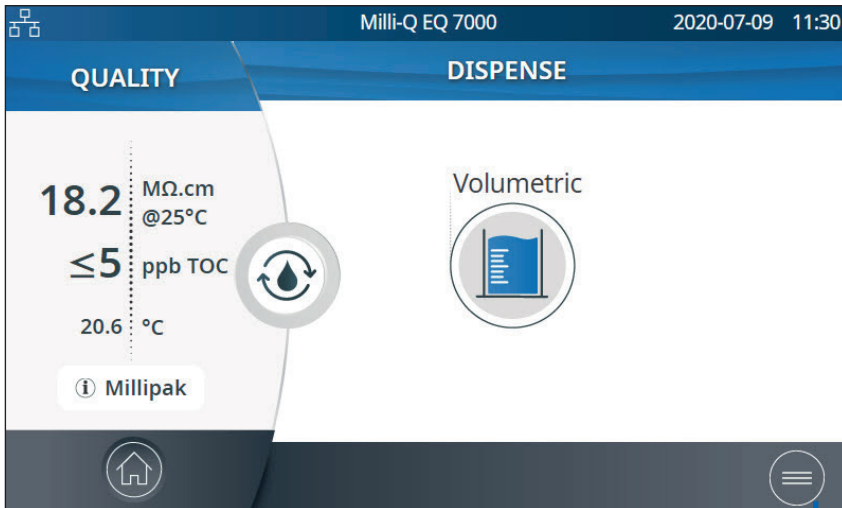 Milli-Q EQ 7000
2020-07-09 11:30
QUALITY
DISPENSE
18.2 MΩ.cm
@25°C
≤5 ppb TOC
20.6 °C
i Millipak
Volumetric